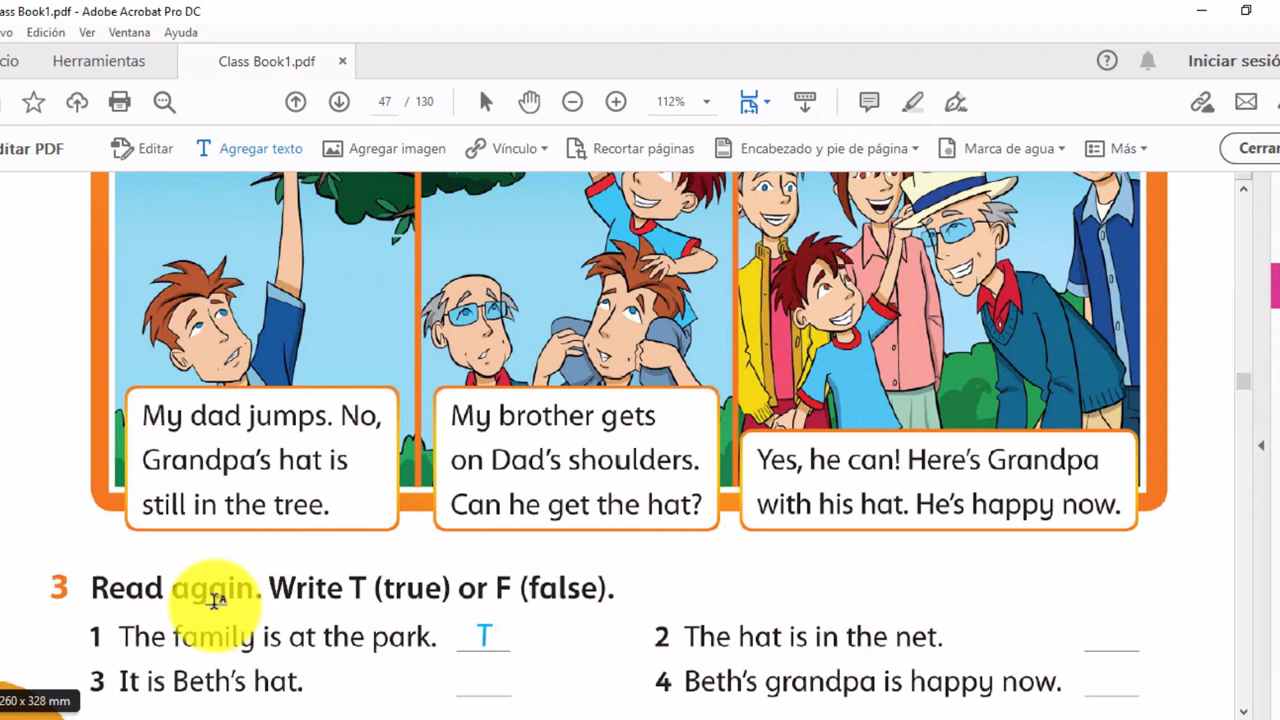 lass Book1.pdf - Adobe Acrobat Pro DC
vo Edición Ver Ventana Ayuda
cio Herramientas Class Book1.pdf × ? Iniciar sesió
47 / 130 112%
ditar PDF Editar Agregar texto Agregar imagen Vínculo Recortar páginas Encabezado y pie de página Marca de agua Más Cerrar
My dad jumps. No,
Grandpa's hat is
still in the tree.
My brother gets
on Dad's shoulders.
Can he get the hat?
Yes, he can! Here's Grandpa
with his hat. He's happy now.
3 Read again. Write T (true) or F (false).
1 The family is at the park. T
2 The hat is in the net.
3 It is Beth's hat.
4 Beth's grandpa is happy now.
260 x 328 mm